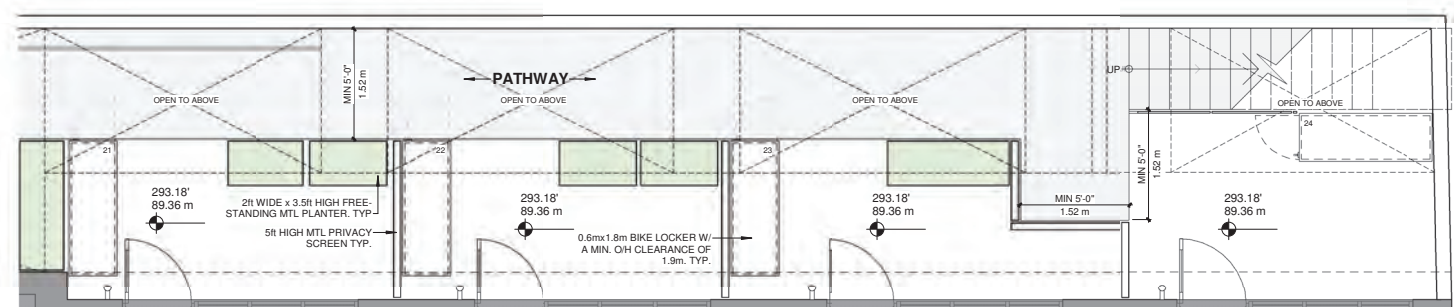 PATHWAY
OPEN TO ABOVE
OPEN TO ABOVE
OPEN TO ABOVE
OPEN TO ABOVE
MIN 5'-0"
1.52 m
UP
21
22
23
24
293.18'
89.36 m
2ft WIDE x 3.5ft HIGH FREE-
STANDING MTL PLANTER. TYP
5ft HIGH MTL PRIVACY
SCREEN TYP.
293.18'
89.36 m
0.6mx1.8m BIKE LOCKER W/
A MIN. O/H CLEARANCE OF
1.9m. TYP.
293.18'
89.36 m
MIN 5'-0"
1.52 m
MIN 5'-0"
1.52 m
293.18'
89.36 m